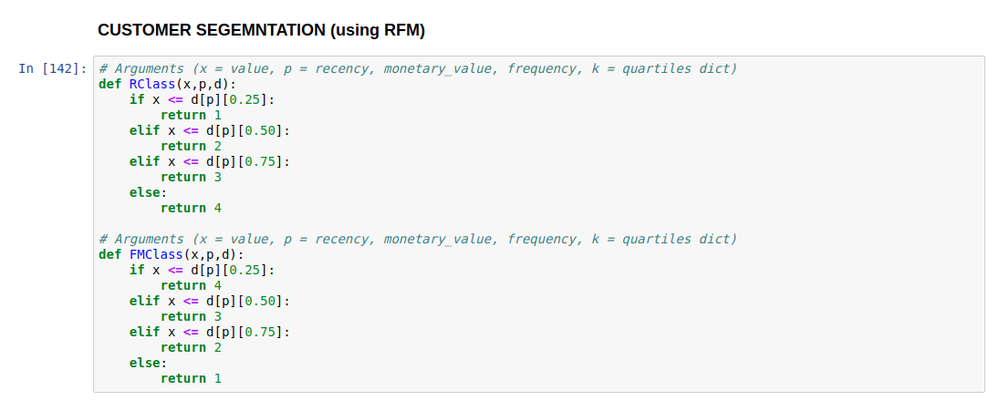 CUSTOMER SEGEMNTATION (using RFM)
In [142]: # Arguments (x = value, p = recency, monetary_value, frequency, k = quartiles dict)
def RClass(x,p,d):
    if x <= d[p][0.25]:
        return 1
    elif x <= d[p][0.50]:
        return 2
    elif x <= d[p][0.75]:
        return 3
    else:
        return 4
# Arguments (x = value, p = recency, monetary_value, frequency, k = quartiles dict)
def FMClass(x,p,d):
    if x <= d[p][0.25]:
        return 4
    elif x <= d[p][0.50]:
        return 3
    elif x <= d[p][0.75]:
        return 2
    else:
        return 1